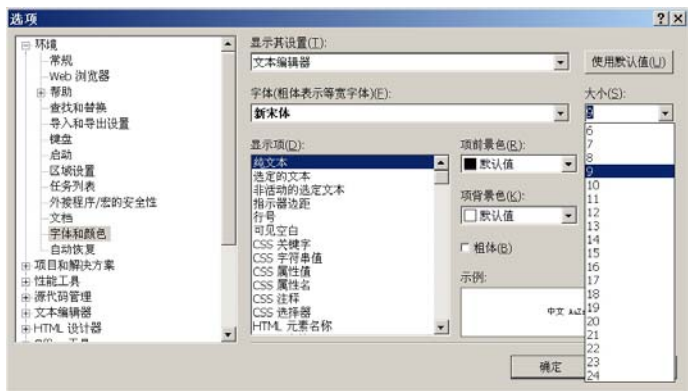 选项
环境
常规
Web 浏览器
帮助
查找和替换
导入和导出设置
键盘
启动
区域设置
任务列表
外接程序/宏的安全性
文档
字体和颜色
自动恢复
项目和解决方案
性能工具
源代码管理
文本编辑器
HTML 设计器
显示其设置(T):
文本编辑器
使用默认值(U)
字体(粗体表示等宽字体)(F):
新宋体
大小(S):
9
显示项(D):
纯文本
选定的文本
非活动的选定文本
指示器边距
行号
可见空白
CSS 关键字
CSS 字符串值
CSS 属性值
CSS 属性名
CSS 注释
CSS 选择器
HTML 元素名称
项前景色(R):
默认值
项背景色(K):
默认值
粗体(B)
示例:
中文
6
7
8
9
10
11
12
13
14
15
16
17
18
19
20
21
22
23
24
确定